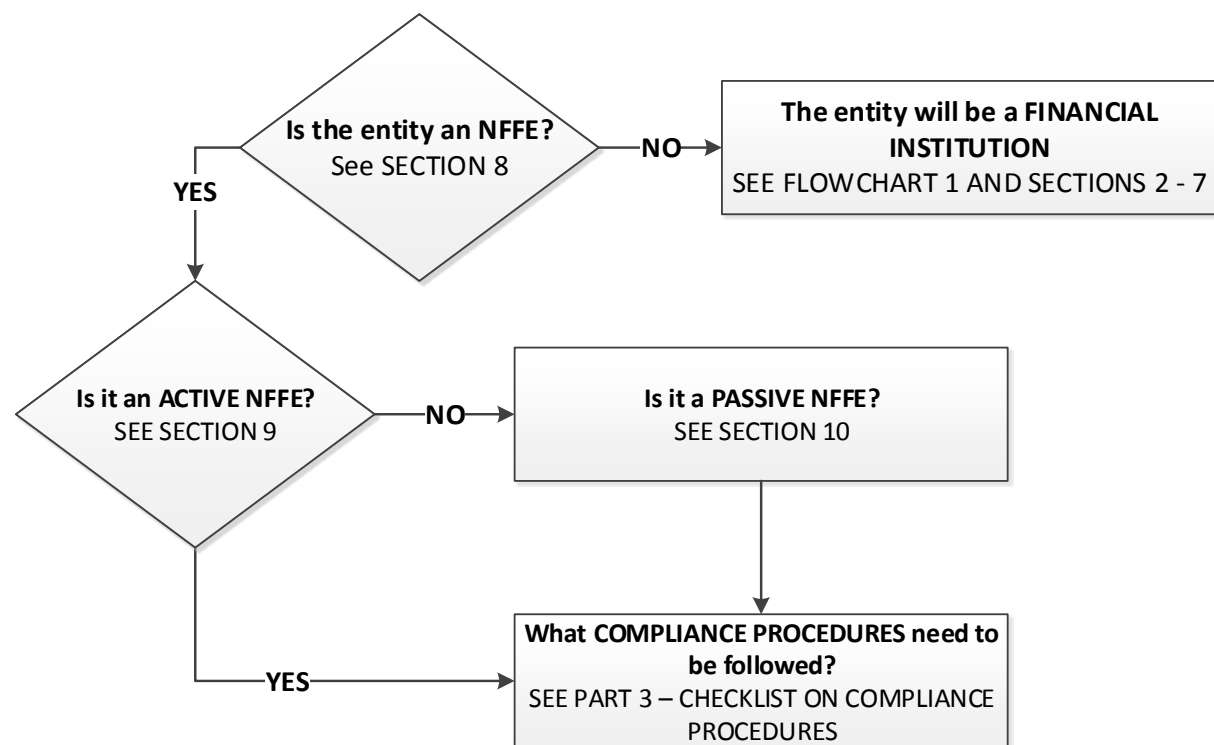 Is the entity an NFFE?
See SECTION 8
NO
The entity will be a FINANCIAL
INSTITUTION
SEE FLOWCHART 1 AND SECTIONS 2 - 7
YES
Is it an ACTIVE NFFE?
SEE SECTION 9
NO
Is it a PASSIVE NFFE?
SEE SECTION 10
YES
What COMPLIANCE PROCEDURES need to
be followed?
SEE PART 3 – CHECKLIST ON COMPLIANCE
PROCEDURES